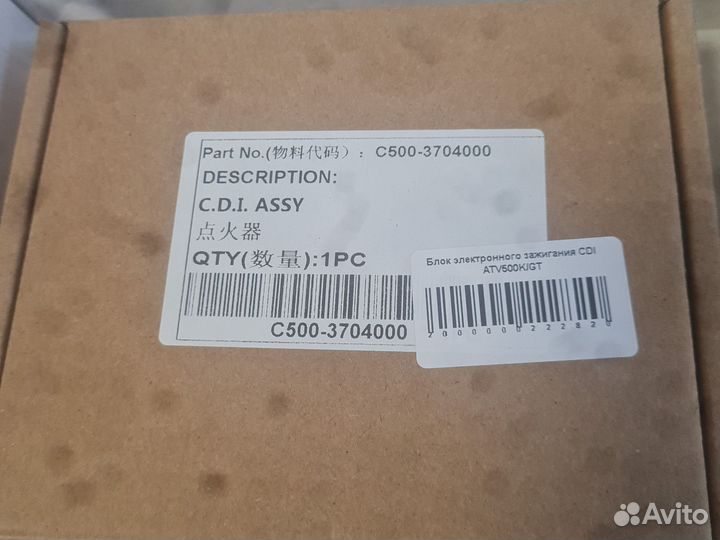 Part No.(物料代码）：C500-3704000
DESCRIPTION:
C.D.I. ASSY
点火器
QTY(数量):1PC
C500-3704000
Блок электронного зажигания CDI
ATV500K/GT
2000000222820
Avito